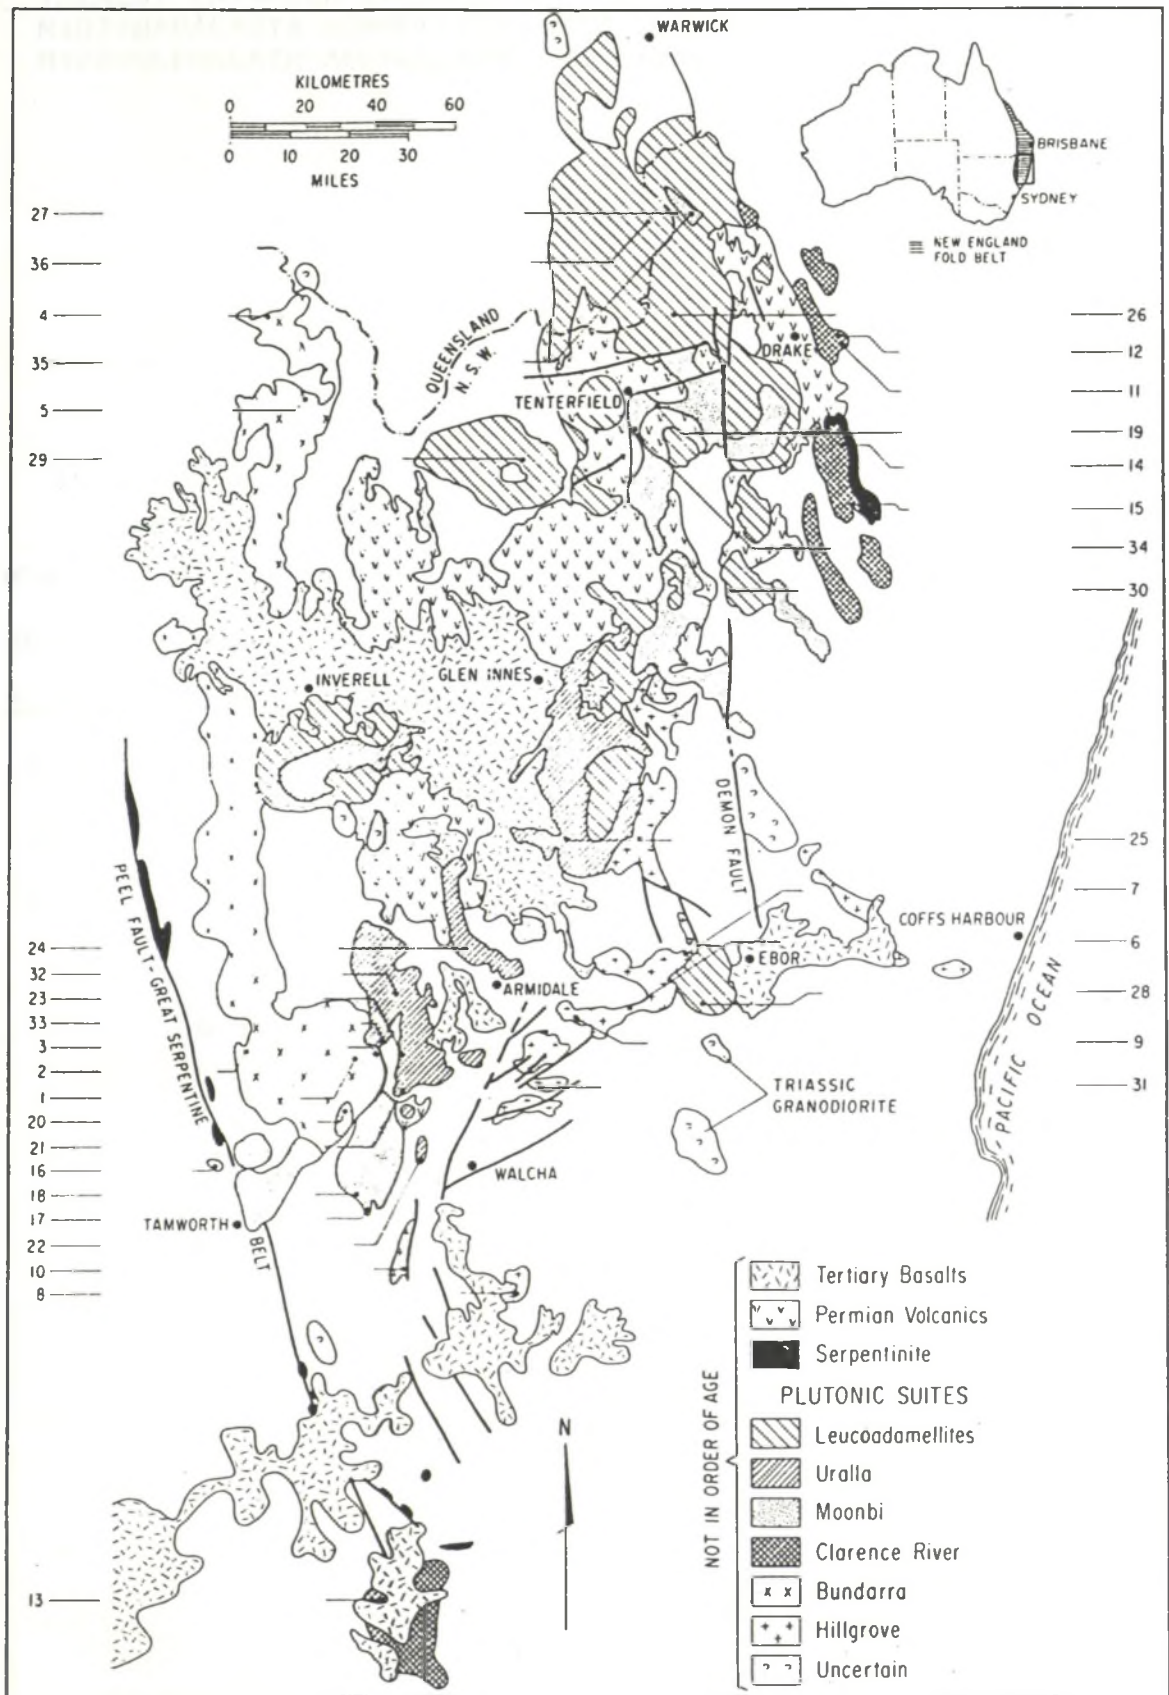 WARWICK
KILOMETRES
0 20 40 60
0 10 20 30
MILES
BRISBANE
SYDNEY
NEW ENGLAND
FOLD BELT
27
36
4
35
5
29
24
32
23
33
3
2
1
20
21
16
18
17
22
10
8
13
26
12
11
19
14
15
34
30
25
7
6
28
9
31
QUEENSLAND
N.S.W.
DRAKE
TENTERFIELD
INVERELL
GLEN INNES
DEMON FAULT
PEEL FAULT-GREAT SERPENTINE
BELT
COFFS HARBOUR
EBOR
ARMIDALE
PACIFIC OCEAN
TRIASSIC
GRANODIORITE
WALCHA
TAMWORTH
N
NOT IN ORDER OF AGE
Tertiary Basalts
Permian Volcanics
Serpentinite
PLUTONIC SUITES
Leucoadamellites
Uralla
Moonbi
Clarence River
Bundarra
Hillgrove
Uncertain